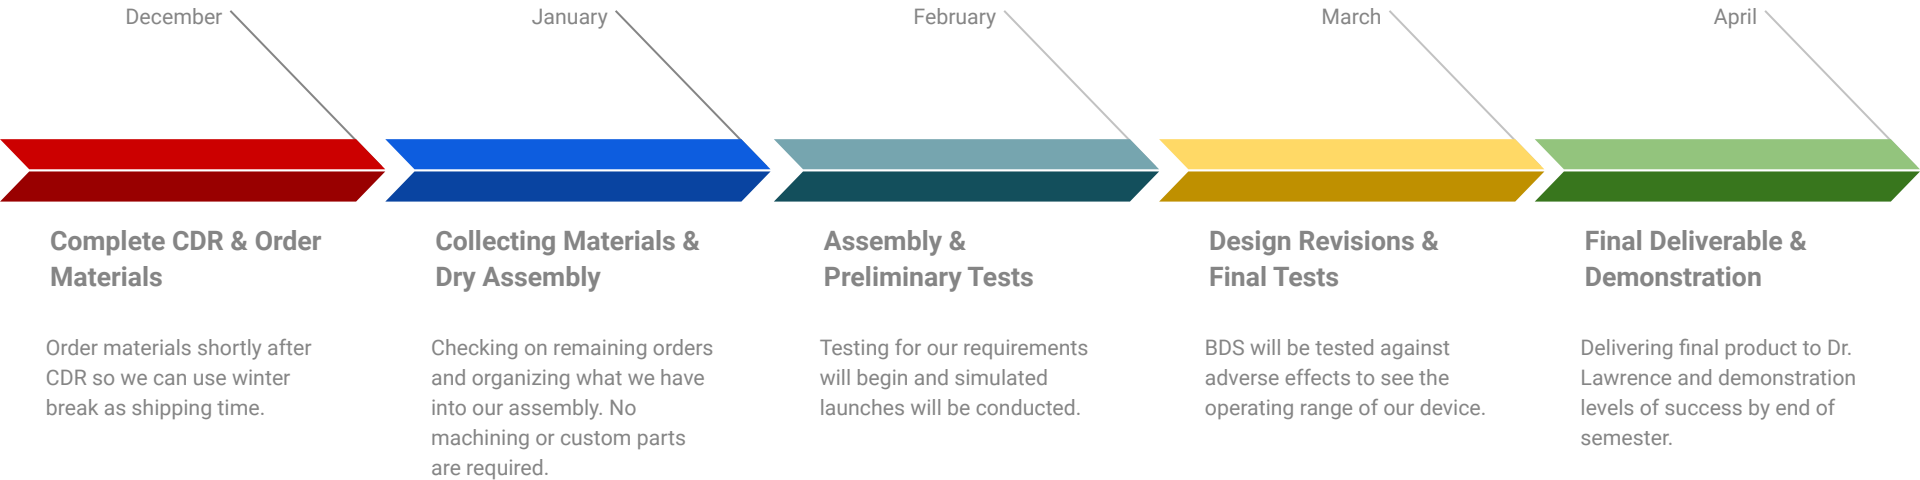 December
January
February
March
April
Complete CDR & Order
Materials
Order materials shortly after
CDR so we can use winter
break as shipping time.
Collecting Materials &
Dry Assembly
Checking on remaining orders
and organizing what we have
into our assembly. No
machining or custom parts
are required.
Assembly &
Preliminary Tests
Testing for our requirements
will begin and simulated
launches will be conducted.
Design Revisions &
Final Tests
BDS will be tested against
adverse effects to see the
operating range of our device.
Final Deliverable &
Demonstration
Delivering final product to Dr.
Lawrence and demonstration
levels of success by end of
semester.